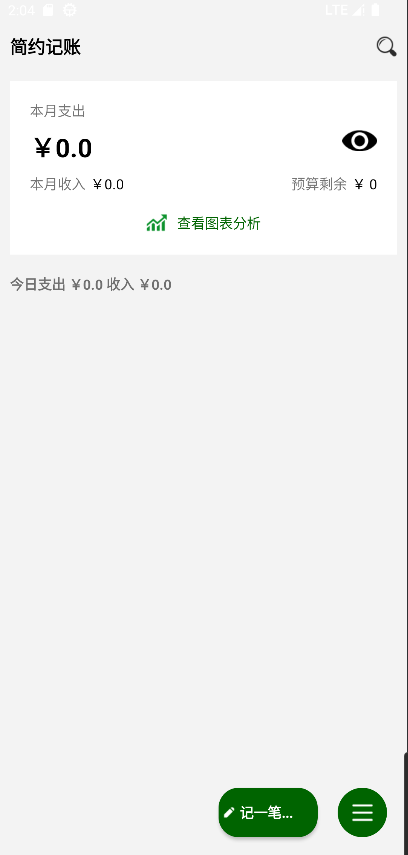 2:04 LTE
简约记账
本月支出
￥0.0
本月收入 ￥0.0 预算剩余 ￥ 0
查看图表分析
今日支出 ￥0.0 收入 ￥0.0
记一笔...